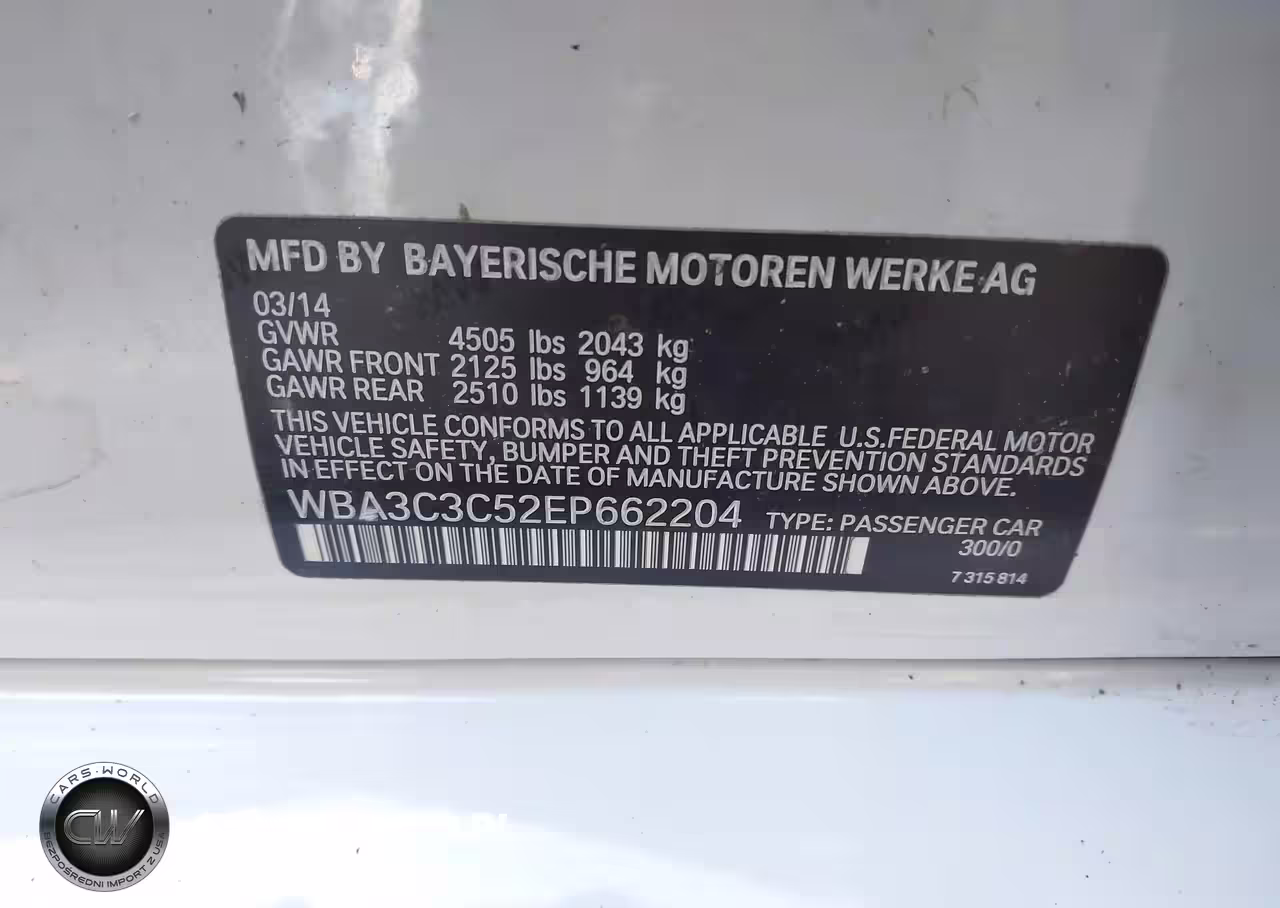 MFD BY BAYERISCHE MOTOREN WERKE AG
03/14
GVWR 4505 lbs 2043 kg
GAWR FRONT 2125 lbs 964 kg
GAWR REAR 2510 lbs 1139 kg
THIS VEHICLE CONFORMS TO ALL APPLICABLE U.S.FEDERAL MOTOR
VEHICLE SAFETY, BUMPER AND THEFT PREVENTION STANDARDS
IN EFFECT ON THE DATE OF MANUFACTURE SHOWN ABOVE.
WBA3C3C52EP662204 TYPE: PASSENGER CAR
300/0
7 315 814
CARS·WORLD
CW
BEZPOŚREDNI IMPORT Z USA